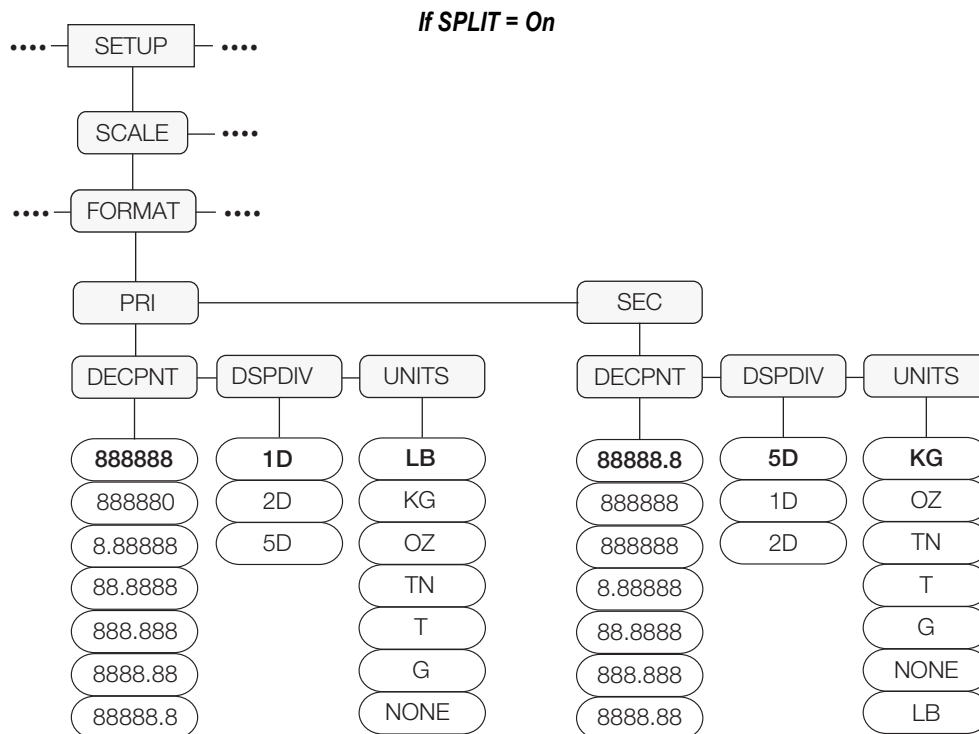 If SPLIT = On
•••• SETUP ••••
SCALE ••••
•••• FORMAT ••••
PRI SEC
DECPNT DSPDIV UNITS DECPNT DSPDIV UNITS
888888 1D LB 88888.8 5D KG
888880 2D KG 888888 1D OZ
8.88888 5D OZ 888888 2D TN
88.8888 TN 8.88888 T
888.888 T 88.8888 G
8888.88 G 888.888 NONE
88888.8 NONE 8888.88 LB